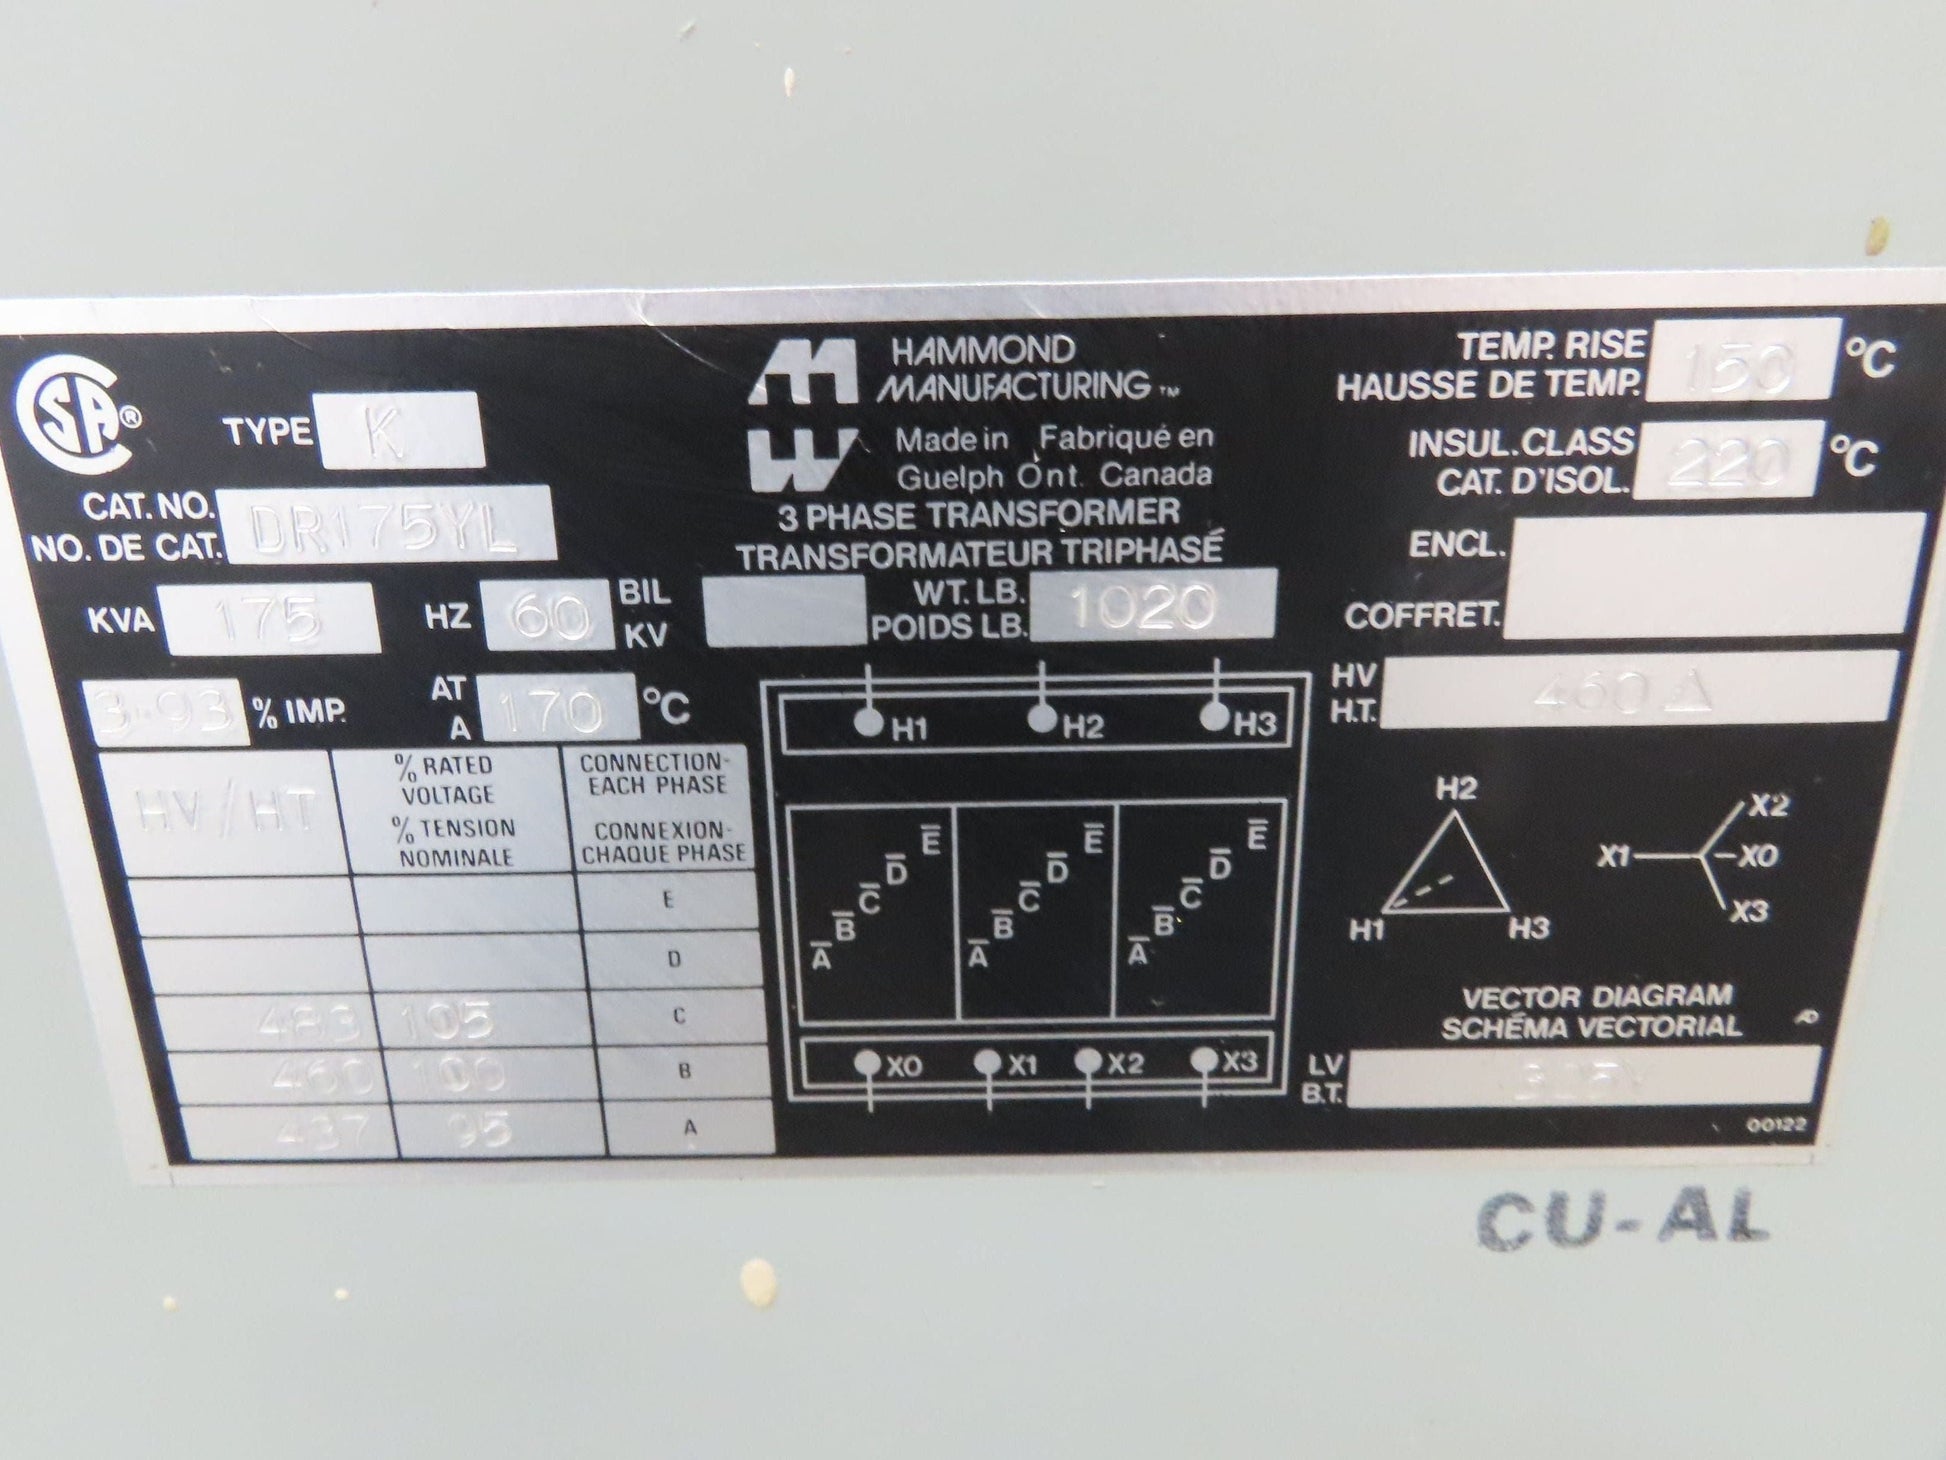 CSA ®
TYPE K
CAT. NO. NO. DE CAT. DR175YL
KVA 175 HZ 60 BIL KV
3.93 % IMP. AT A 170 °C
HAMMOND
MANUFACTURING ™
Made in Fabriqué en
Guelph Ont. Canada
3 PHASE TRANSFORMER
TRANSFORMATEUR TRIPHASÉ
WT. LB. POIDS LB. 1020
TEMP. RISE HAUSSE DE TEMP. 150 °C
INSUL. CLASS CAT. D'ISOL. 220 °C
ENCL.
COFFRET.
HV H.T. 460 Δ
HV/HT % RATED VOLTAGE % TENSION NOMINALE CONNECTION-EACH PHASE CONNEXION-CHAQUE PHASE
E
D
483 105 C
460 100 B
437 95 A
H1 H2 H3
A B C D E A B C D E A B C D E
X0 X1 X2 X3
H2
H1 H3
X2
X1 X0
X3
VECTOR DIAGRAM
SCHÉMA VECTORIAL
LV B.T.
00122
CU-AL